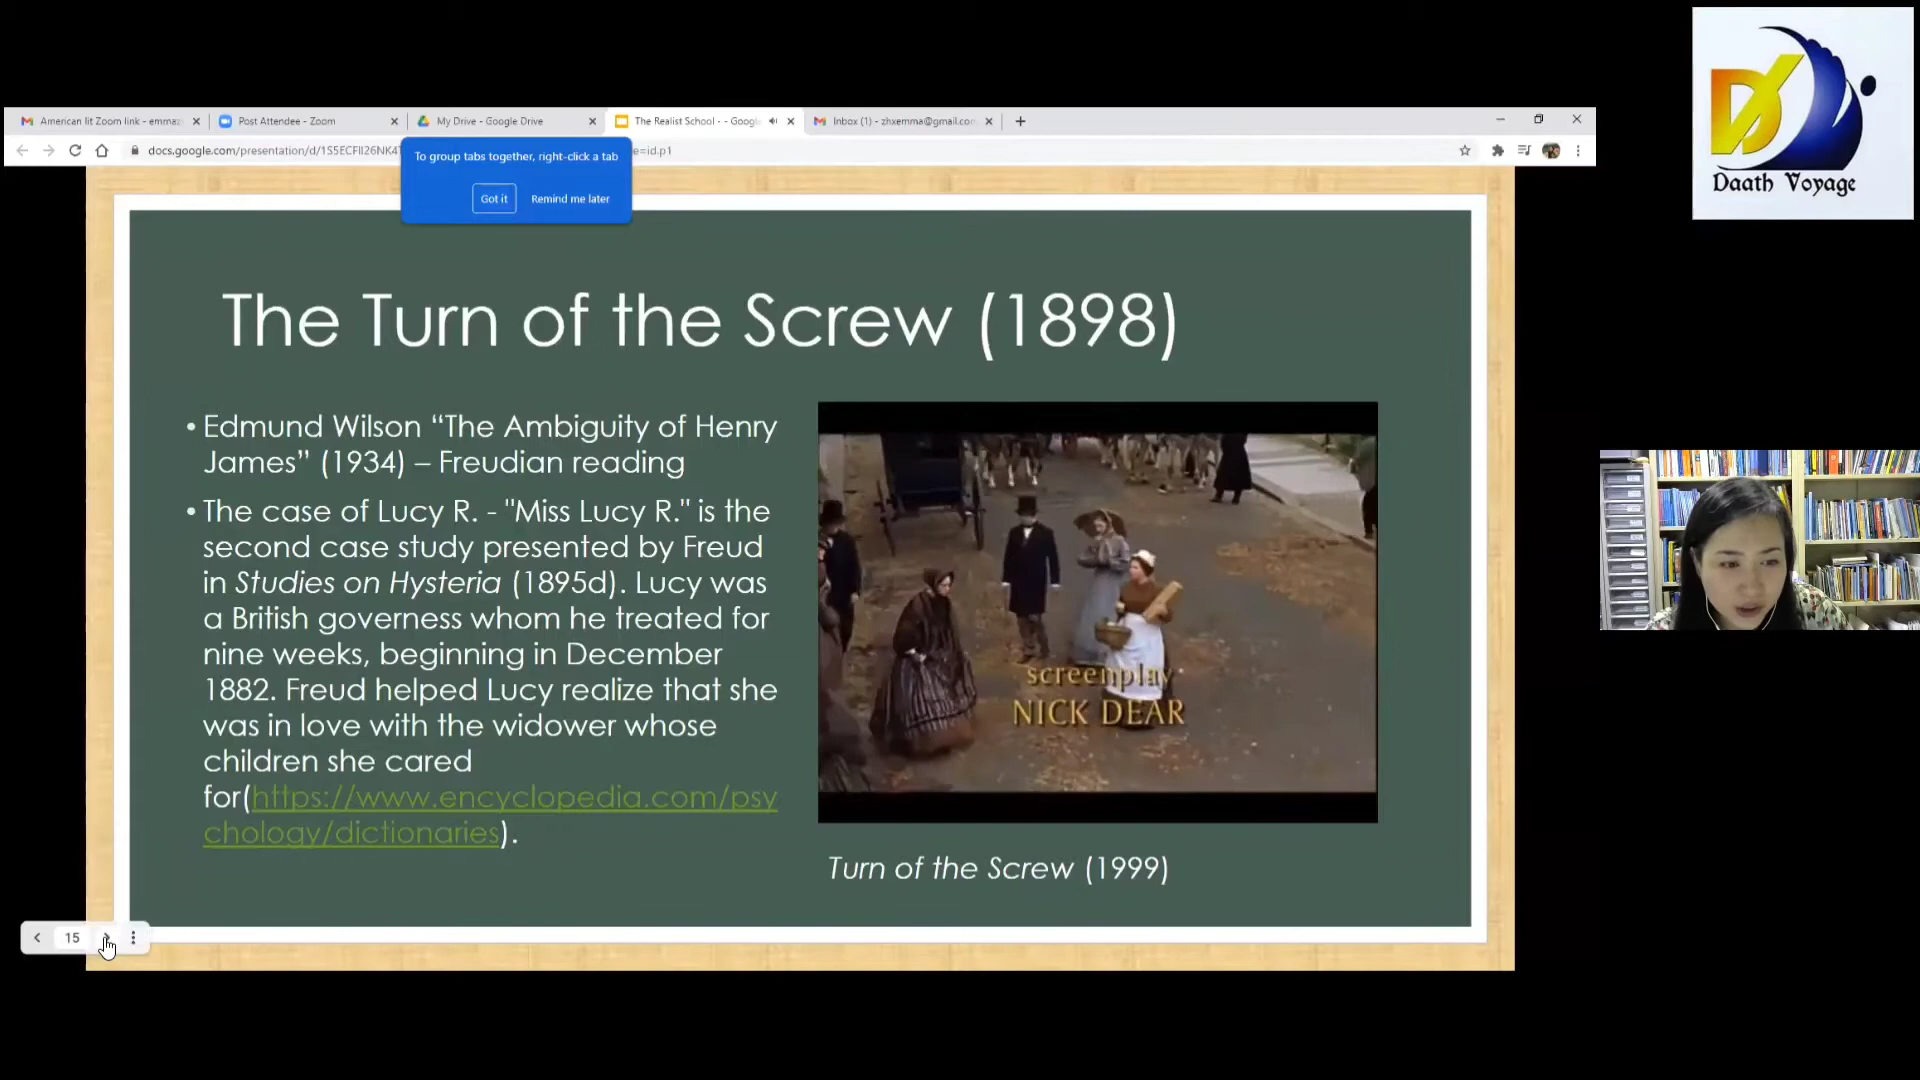 American lit Zoom link - emmaz
Post Attendee - Zoom
My Drive - Google Drive
The Realist School - - Google
Inbox (1) - zhxemma@gmail.com
docs.google.com/presentation/d/1S5ECFlI26NK4
e=id.p1
To group tabs together, right-click a tab
Got it
Remind me later
Daath Voyage
The Turn of the Screw (1898)
• Edmund Wilson “The Ambiguity of Henry
James” (1934) – Freudian reading
• The case of Lucy R. - "Miss Lucy R." is the
second case study presented by Freud
in Studies on Hysteria (1895d). Lucy was
a British governess whom he treated for
nine weeks, beginning in December
1882. Freud helped Lucy realize that she
was in love with the widower whose
children she cared
for(https://www.encyclopedia.com/psy
chology/dictionaries).
screenplay
NICK DEAR
Turn of the Screw (1999)
15